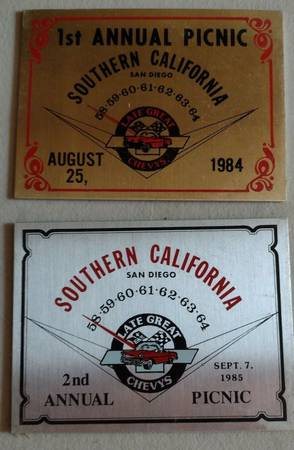 1st ANNUAL PICNIC
SOUTHERN CALIFORNIA
SAN DIEGO
58·59·60·61·62·63·64
LATE GREAT
CHEVYS
AUGUST
25,
1984
SOUTHERN CALIFORNIA
SAN DIEGO
58·59·60·61·62·63·64
LATE GREAT
CHEVYS
2nd
ANNUAL
SEPT. 7,
1985
PICNIC